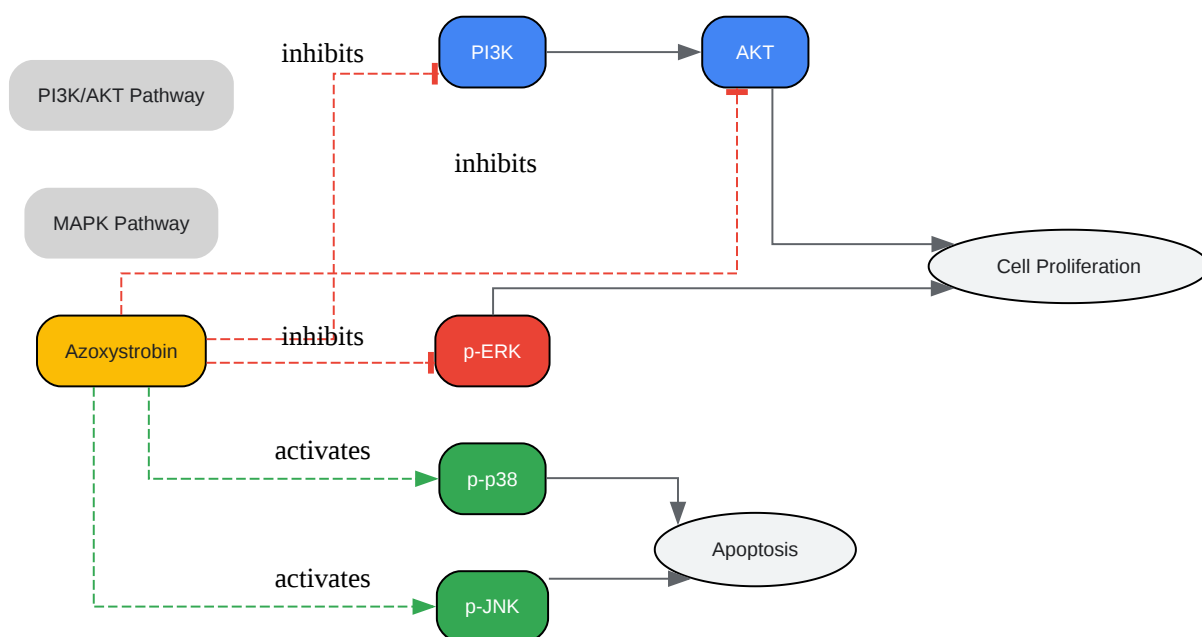 inhibits
PI3K
AKT
PI3K/AKT Pathway
inhibits
MAPK Pathway
Cell Proliferation
Azoxystrobin
inhibits
p-ERK
activates
p-p38
Apoptosis
activates
p-JNK